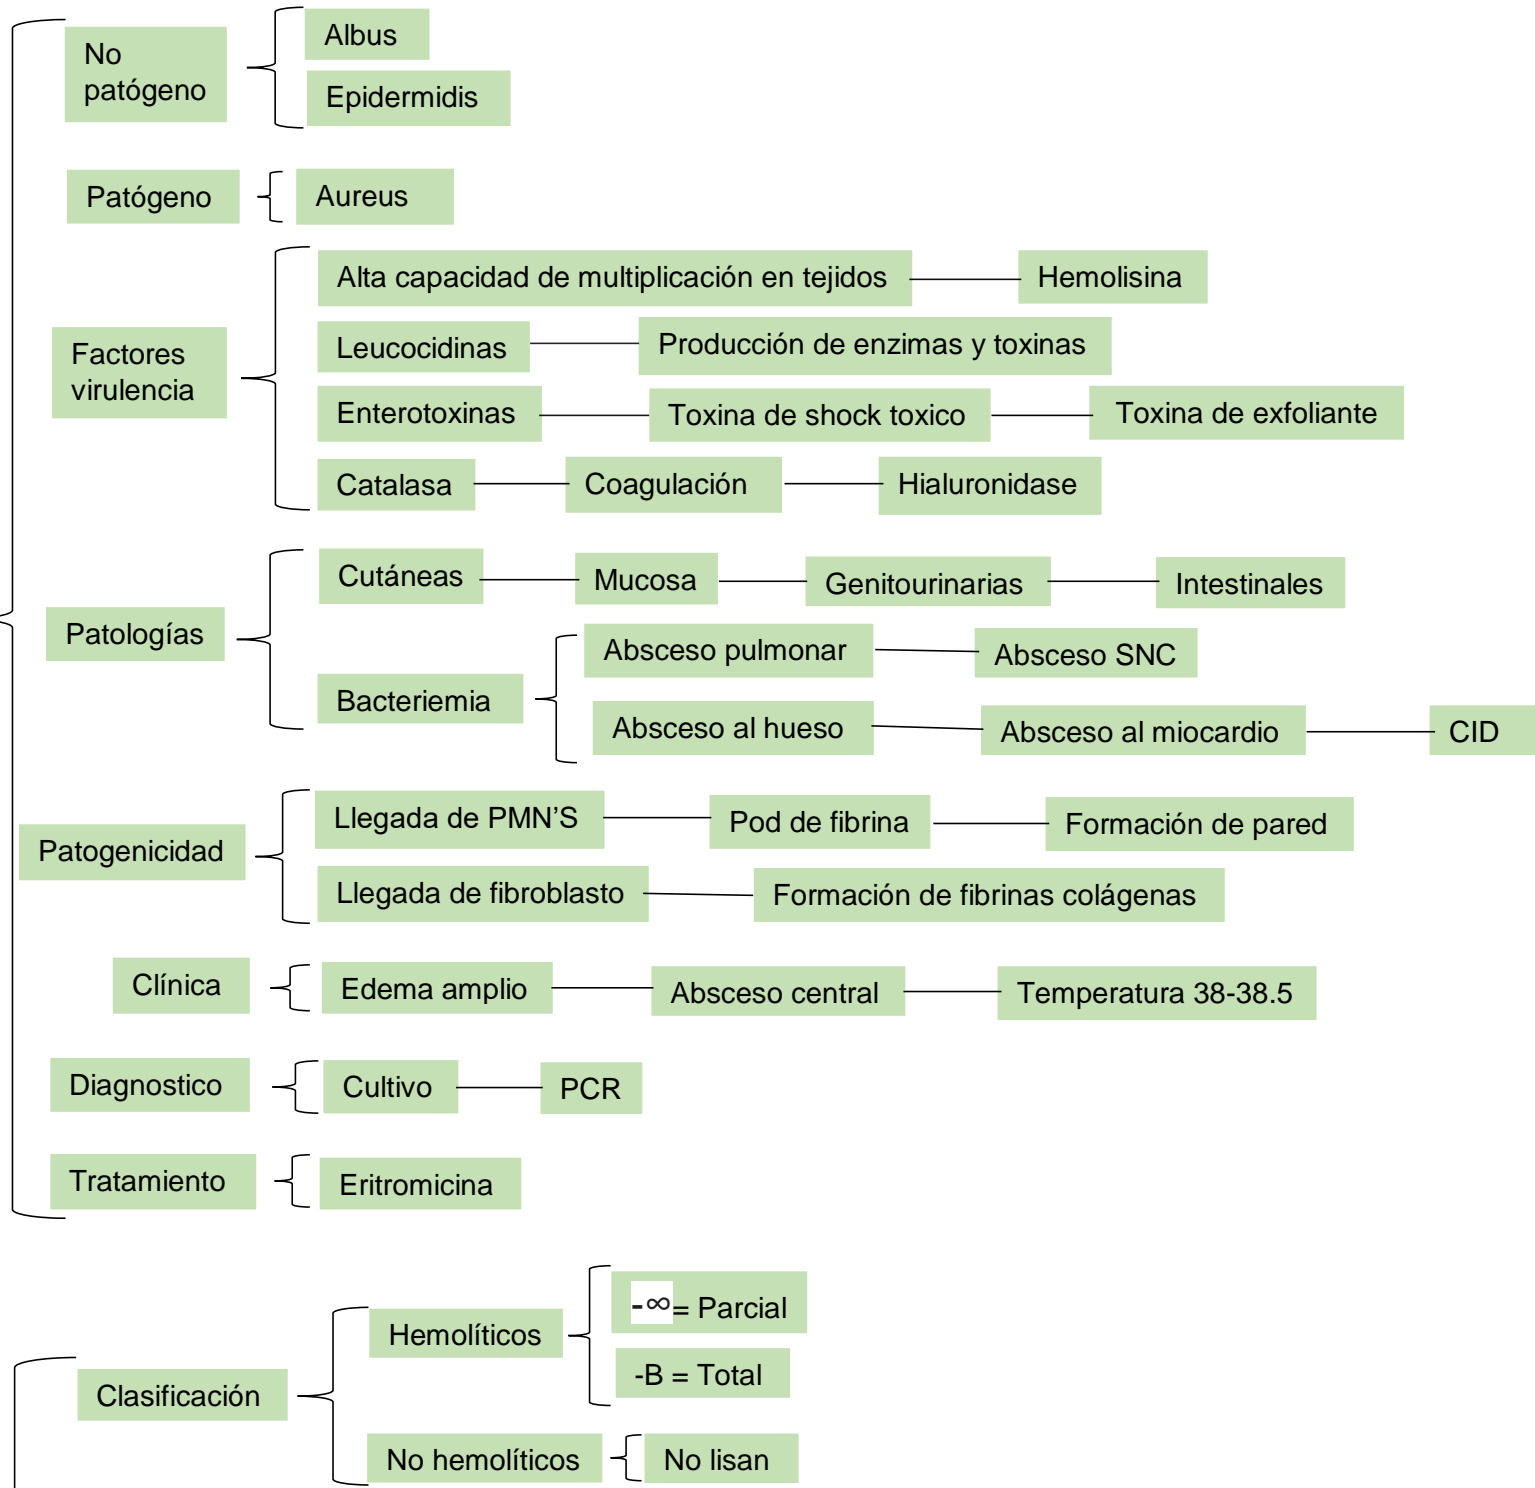 No
patógeno
Albus
Epidermidis
Patógeno
Aureus
Factores
virulencia
Alta capacidad de multiplicación en tejidos
Hemolisina
Leucocidinas
Producción de enzimas y toxinas
Enterotoxinas
Toxina de shock toxico
Toxina de exfoliante
Catalasa
Coagulación
Hialuronidase
Patologías
Cutáneas
Mucosa
Genitourinarias
Intestinales
Bacteriemia
Absceso pulmonar
Absceso SNC
Absceso al hueso
Absceso al miocardio
CID
Patogenicidad
Llegada de PMN’S
Pod de fibrina
Formación de pared
Llegada de fibroblasto
Formación de fibrinas colágenas
Clínica
Edema amplio
Absceso central
Temperatura 38-38.5
Diagnostico
Cultivo
PCR
Tratamiento
Eritromicina
Clasificación
Hemolíticos
-∞= Parcial
-B = Total
No hemolíticos
No lisan